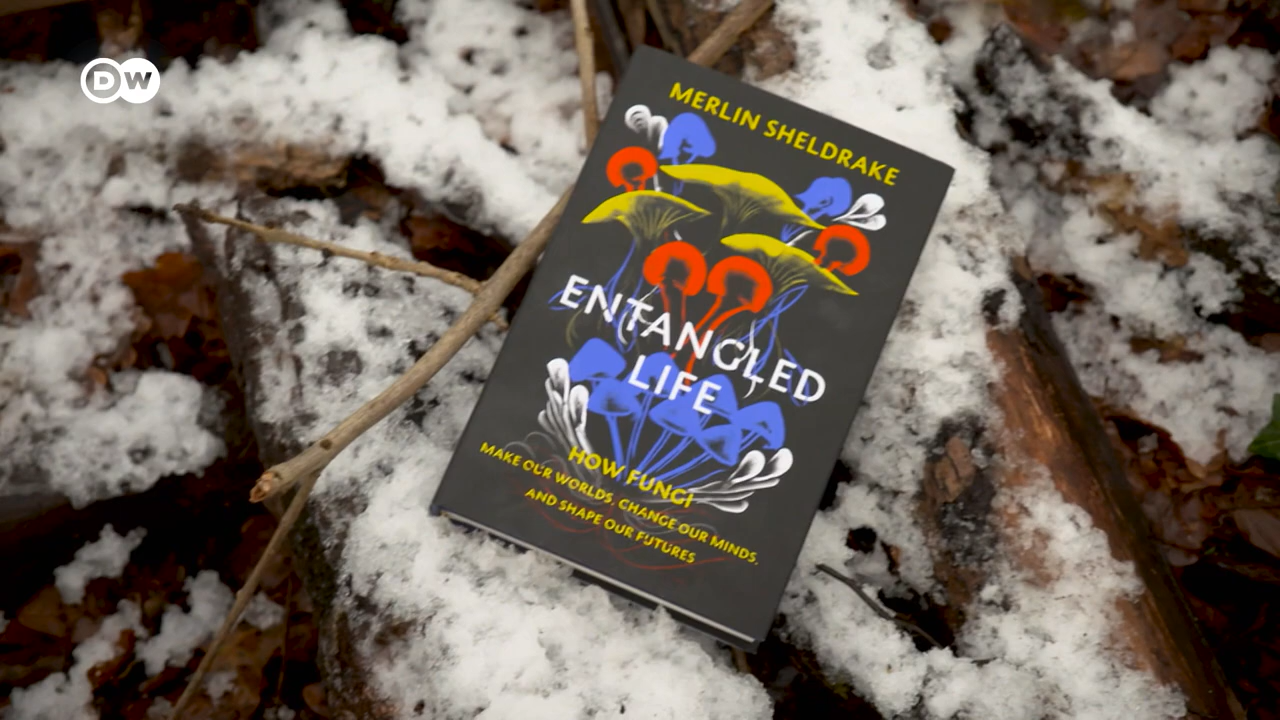 DW
MERLIN SHELDRAKE
ENTANGLED
LIFE
HOW FUNGI
MAKE OUR WORLDS, CHANGE OUR MINDS,
AND SHAPE OUR FUTURES